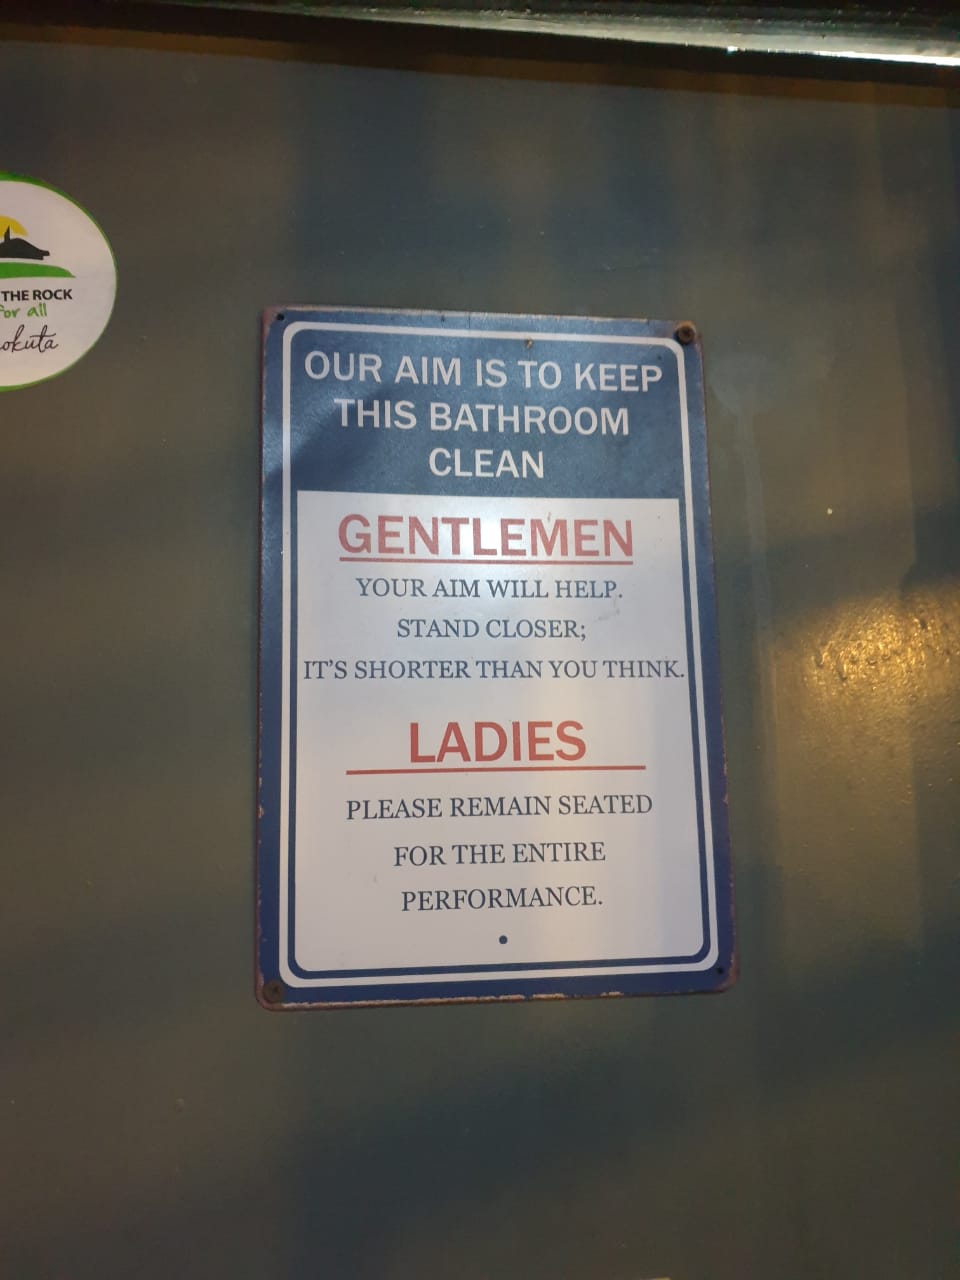 THE ROCK
for all
OUR AIM IS TO KEEP
THIS BATHROOM
CLEAN
GENTLEMEN
YOUR AIM WILL HELP.
STAND CLOSER;
IT'S SHORTER THAN YOU THINK.
LADIES
PLEASE REMAIN SEATED
FOR THE ENTIRE
PERFORMANCE.